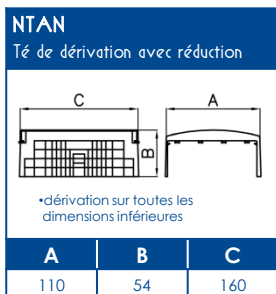 NTAN
Té de dérivation avec réduction
C
A
B
•dérivation sur toutes les
dimensions inférieures
A B C
110 54 160